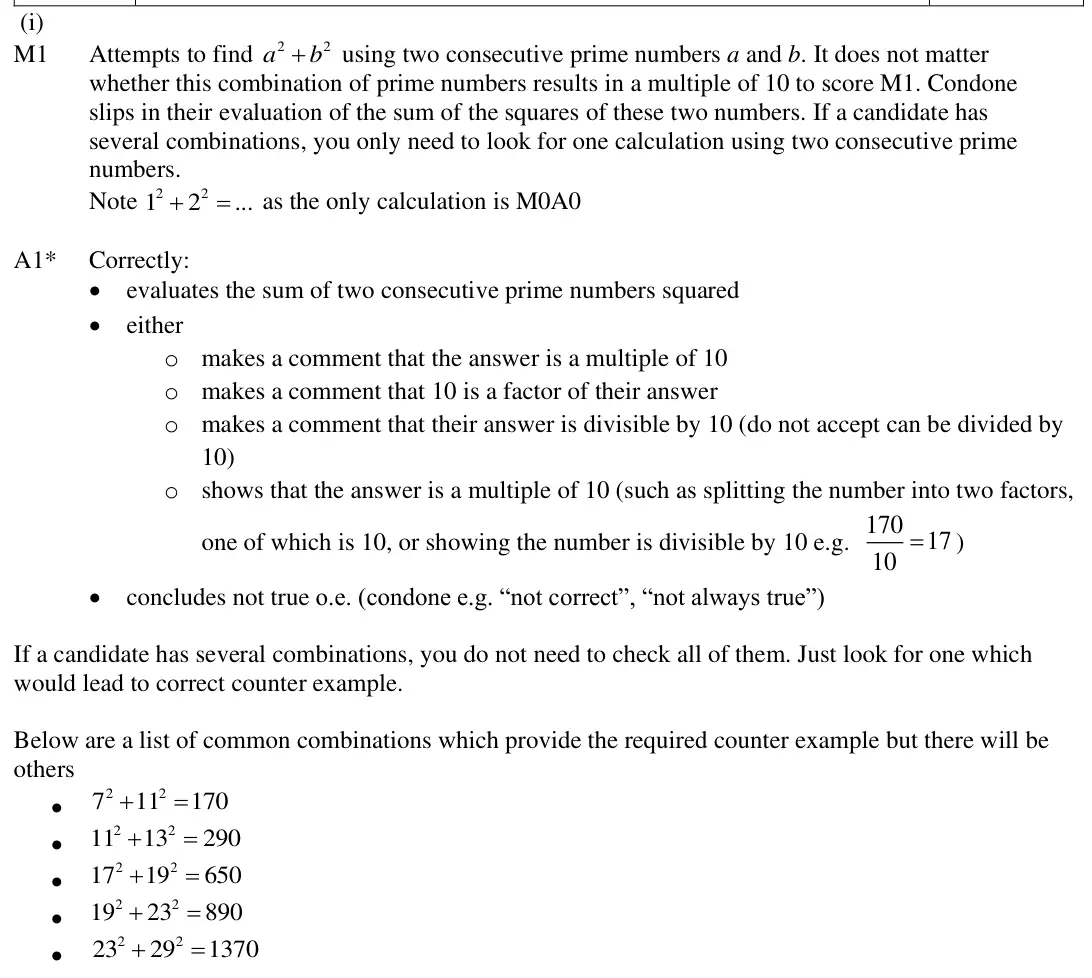 (i)
M1 Attempts to find a² + b² using two consecutive prime numbers a and b. It does not matter
whether this combination of prime numbers results in a multiple of 10 to score M1. Condone
slips in their evaluation of the sum of the squares of these two numbers. If a candidate has
several combinations, you only need to look for one calculation using two consecutive prime
numbers.
Note 1² + 2² = ... as the only calculation is M0A0
A1* Correctly:
• evaluates the sum of two consecutive prime numbers squared
• either
o makes a comment that the answer is a multiple of 10
o makes a comment that 10 is a factor of their answer
o makes a comment that their answer is divisible by 10 (do not accept can be divided by
10)
o shows that the answer is a multiple of 10 (such as splitting the number into two factors,
one of which is 10, or showing the number is divisible by 10 e.g. 170/10 = 17 )
• concludes not true o.e. (condone e.g. “not correct”, “not always true”)
If a candidate has several combinations, you do not need to check all of them. Just look for one which
would lead to correct counter example.
Below are a list of common combinations which provide the required counter example but there will be
others
• 7² + 11² = 170
• 11² + 13² = 290
• 17² + 19² = 650
• 19² + 23² = 890
• 23² + 29² = 1370